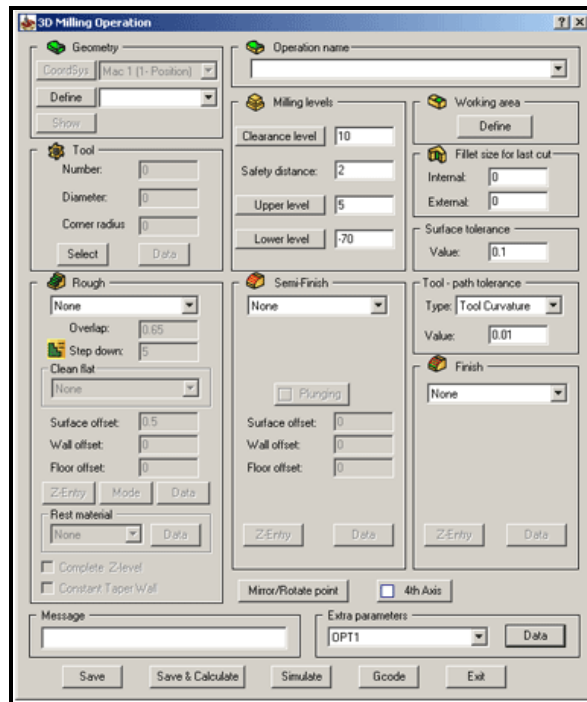 3D Milling Operation
Geometry
CoordSys Mac 1 (1- Position)
Define
Show
Operation name
Tool
Number: 0
Diameter: 0
Corner radius 0
Select Data
Milling levels
Clearance level 10
Safety distance: 2
Upper level 5
Lower level -70
Working area
Define
Fillet size for last cut
Internal: 0
External: 0
Surface tolerance
Value: 0.1
Rough
None
Overlap: 0.65
Step down: 5
Clean flat
None
Surface offset: 0.5
Wall offset: 0
Floor offset: 0
Z-Entry Mode Data
Rest material
None Data
Complete Z-level
Constant Taper Wall
Semi-Finish
None
Plunging
Surface offset: 0
Wall offset: 0
Floor offset: 0
Z-Entry Data
Tool - path tolerance
Type: Tool Curvature
Value: 0.01
Finish
None
Z-Entry Data
Mirror/Rotate point 4th Axis
Message
Extra parameters
OPT1 Data
Save Save & Calculate Simulate Gcode Exit